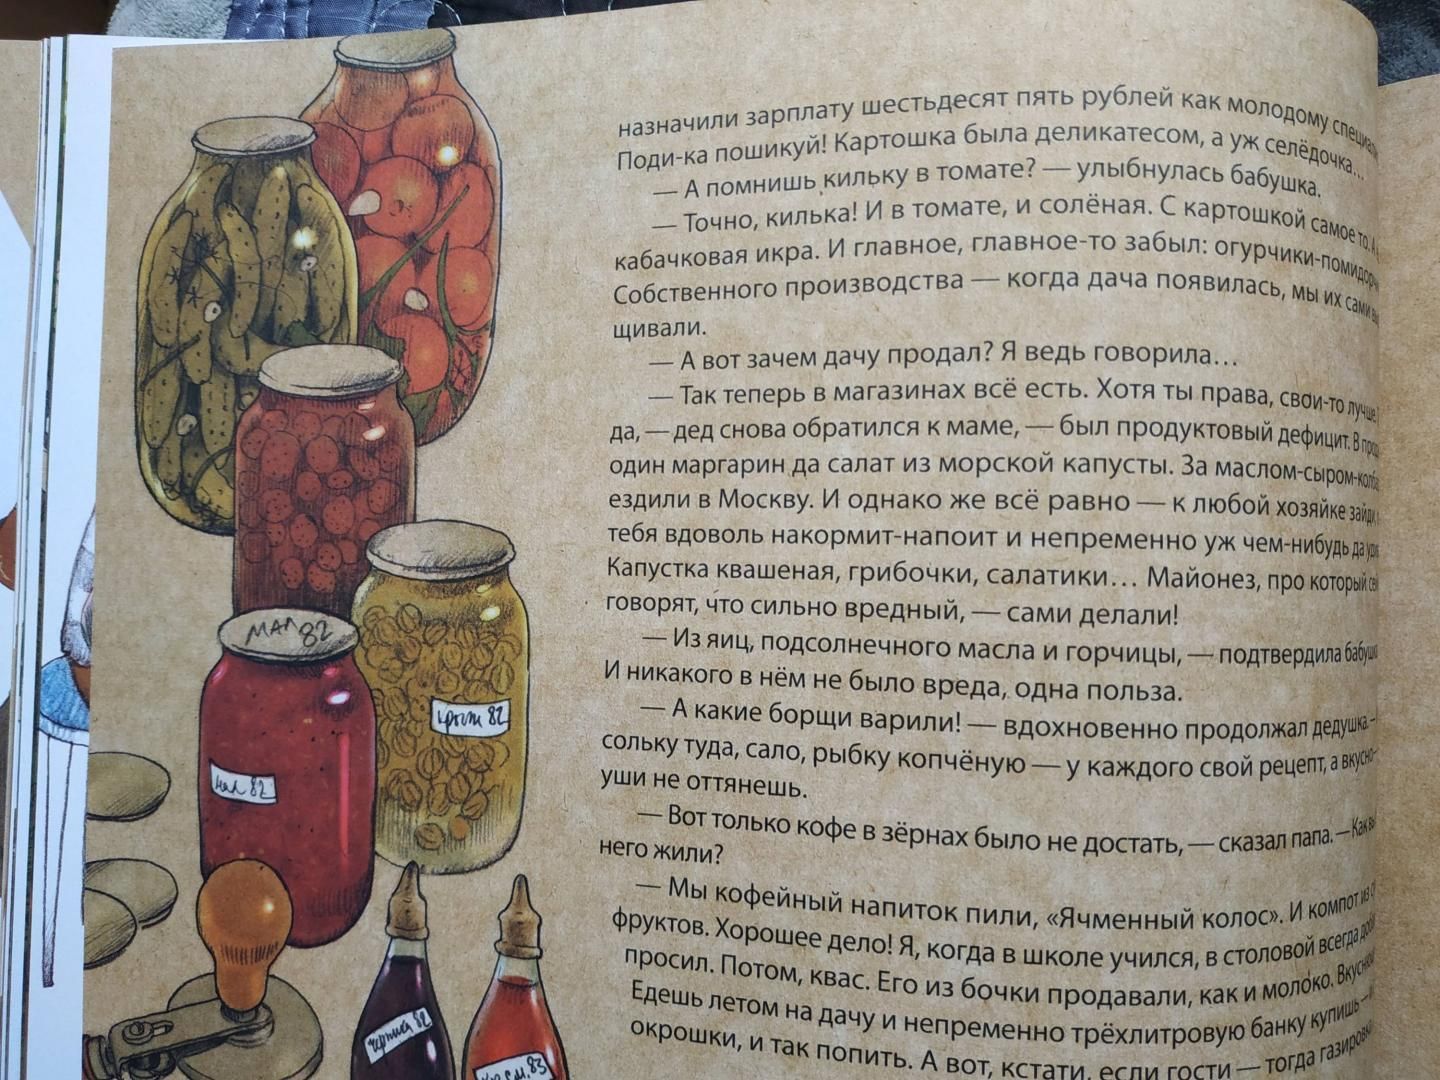 назначили зарплату шестьдесят пять рублей как молодому
Поди-ка пошикуй! Картошка была деликатесом, а уж селёдочка...
— А помнишь кильку в томате? — улыбнулась бабушка.
— Точно, килька! И в томате, и солёная. С картошкой самое то.
кабачковая икра. И главное, главное-то забыл: огурчики-помидорчи
Собственного производства — когда дача появилась, мы их сами вы
щивали.
— А вот зачем дачу продал? Я ведь говорила...
— Так теперь в магазинах всё есть. Хотя ты права, свои-то лучше.
да, — дед снова обратился к маме, — был продуктовый дефицит. В
один маргарин да салат из морской капусты. За маслом-сыром-колба
ездили в Москву. И однако же всё равно — к любой хозяйке зайди,
тебя вдоволь накормит-напоит и непременно уж чем-нибудь да
Капустка квашеная, грибочки, салатики... Майонез, про который
говорят, что сильно вредный, — сами делали!
— Из яиц, подсолнечного масла и горчицы, — подтвердила бабушка
И никакого в нём не было вреда, одна польза.
— А какие борщи варили! — вдохновенно продолжал дедушка. —
сольку туда, сало, рыбку копчёную — у каждого свой рецепт, а вкусно —
уши не оттянешь.
— Вот только кофе в зёрнах было не достать, — сказал папа. — Как
него жили?
— Мы кофейный напиток пили, «Ячменный колос». И компот из
фруктов. Хорошее дело! Я, когда в школе учился, в столовой всегда
просил. Потом, квас. Его из бочки продавали, как и молоко.
Едешь летом на дачу и непременно трёхлитровую банку купишь —
окрошки, и так попить. А вот, кстати, если гости — тогда
МАЛ 82
мал 82
крыж 82
черника 82